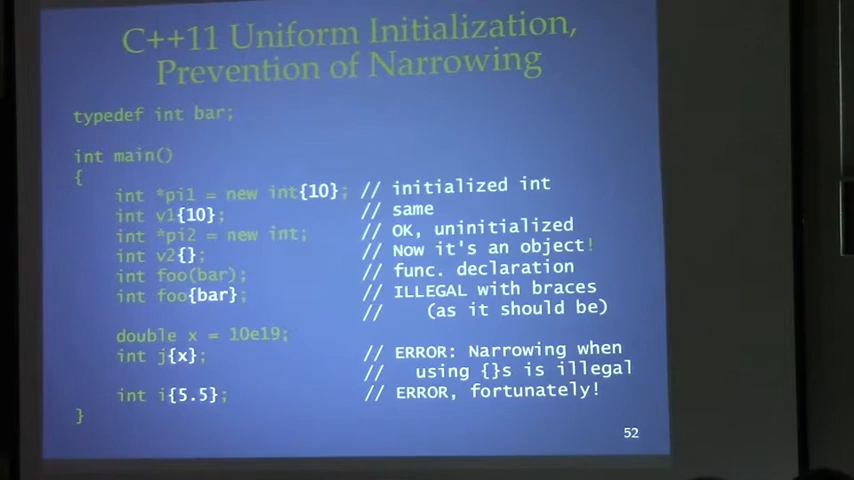 C++11 Uniform Initialization,
Prevention of Narrowing
typedef int bar;
int main()
{
int *pi1 = new int{10}; // initialized int
int v1{10}; // same
int *pi2 = new int; // OK, uninitialized
int v2{}; // Now it's an object!
int foo(bar); // func. declaration
int foo{bar}; // ILLEGAL with braces
// (as it should be)
double x = 10e19;
int j{x}; // ERROR: Narrowing when
// using {}s is illegal
int i{5.5}; // ERROR, fortunately!
}
52